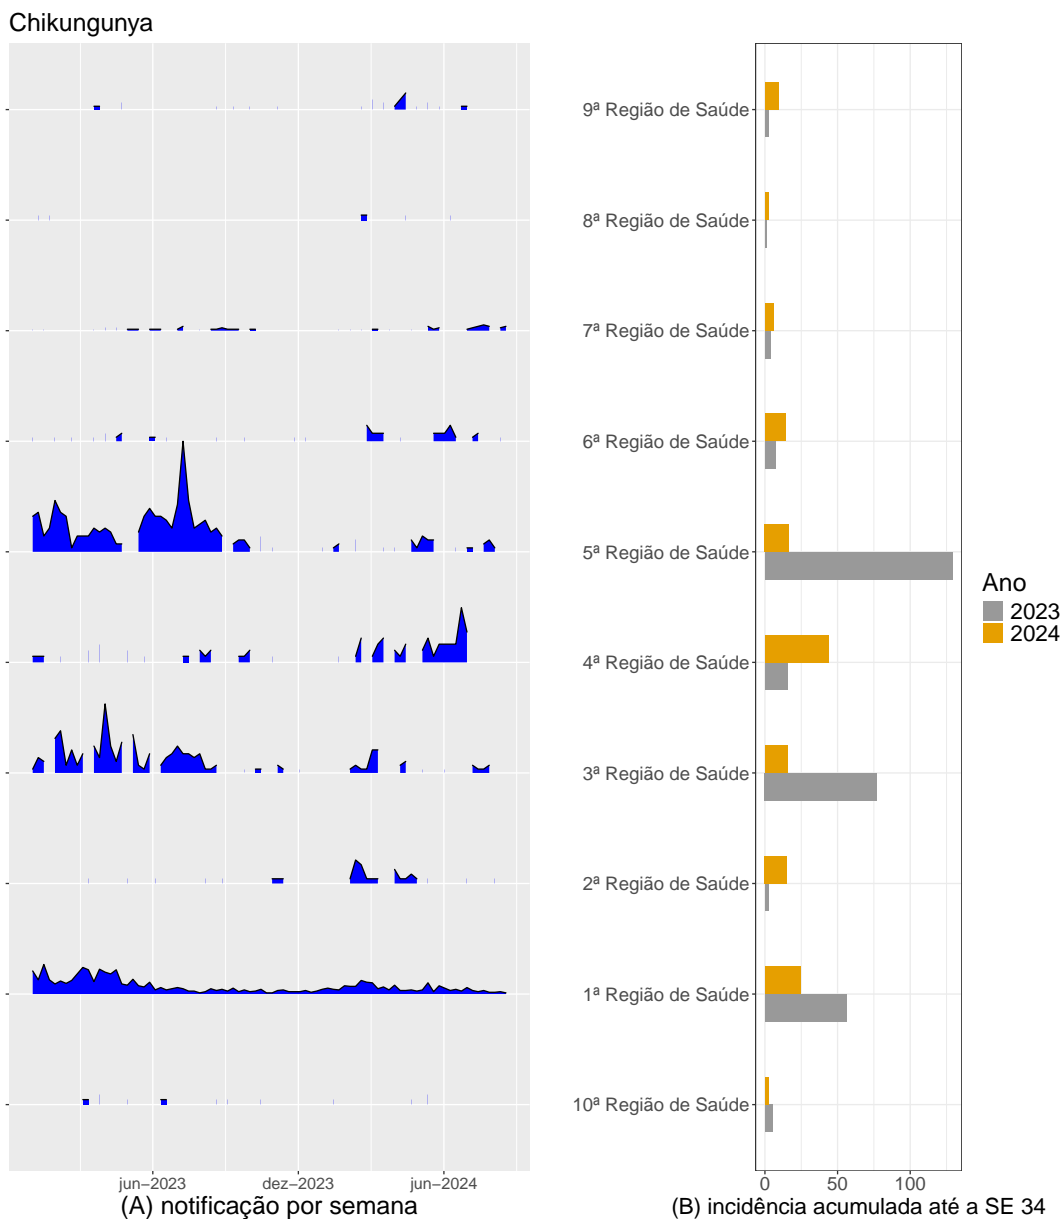 Chikungunya
9ª Região de Saúde
8ª Região de Saúde
7ª Região de Saúde
6ª Região de Saúde
5ª Região de Saúde
4ª Região de Saúde
3ª Região de Saúde
2ª Região de Saúde
1ª Região de Saúde
10ª Região de Saúde
Ano
2023
2024
jun−2023 dez−2023 jun−2024
0 50 100
(A) notificação por semana
(B) incidência acumulada até a SE 34